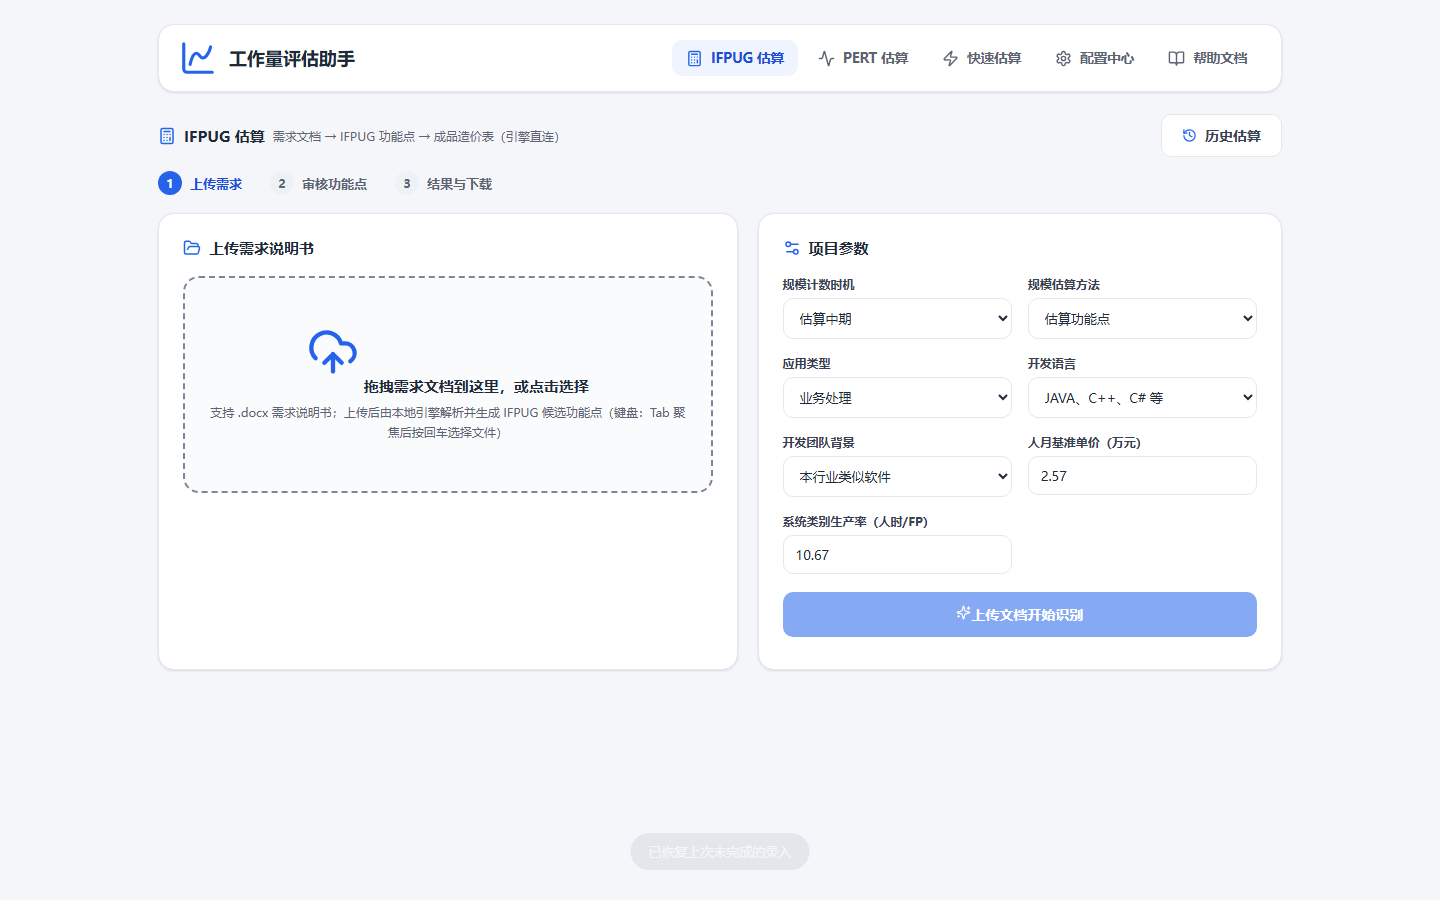 工作量评估助手
IFPUG 估算
PERT 估算
快速估算
配置中心
帮助文档
IFPUG 估算 需求文档 → IFPUG 功能点 → 成品造价表（引擎直连）
历史估算
1 上传需求
2 审核功能点
3 结果与下载
上传需求说明书
拖拽需求文档到这里，或点击选择
支持 .docx 需求说明书；上传后由本地引擎解析并生成 IFPUG 候选功能点（键盘：Tab 聚
焦后按回车选择文件）
项目参数
规模计数时机
估算中期
规模估算方法
估算功能点
应用类型
业务处理
开发语言
JAVA、C++、C# 等
开发团队背景
本行业类似软件
人月基准单价（万元）
2.57
系统类别生产率（人时/FP）
10.67
上传文档开始识别
已恢复上次未完成的录入